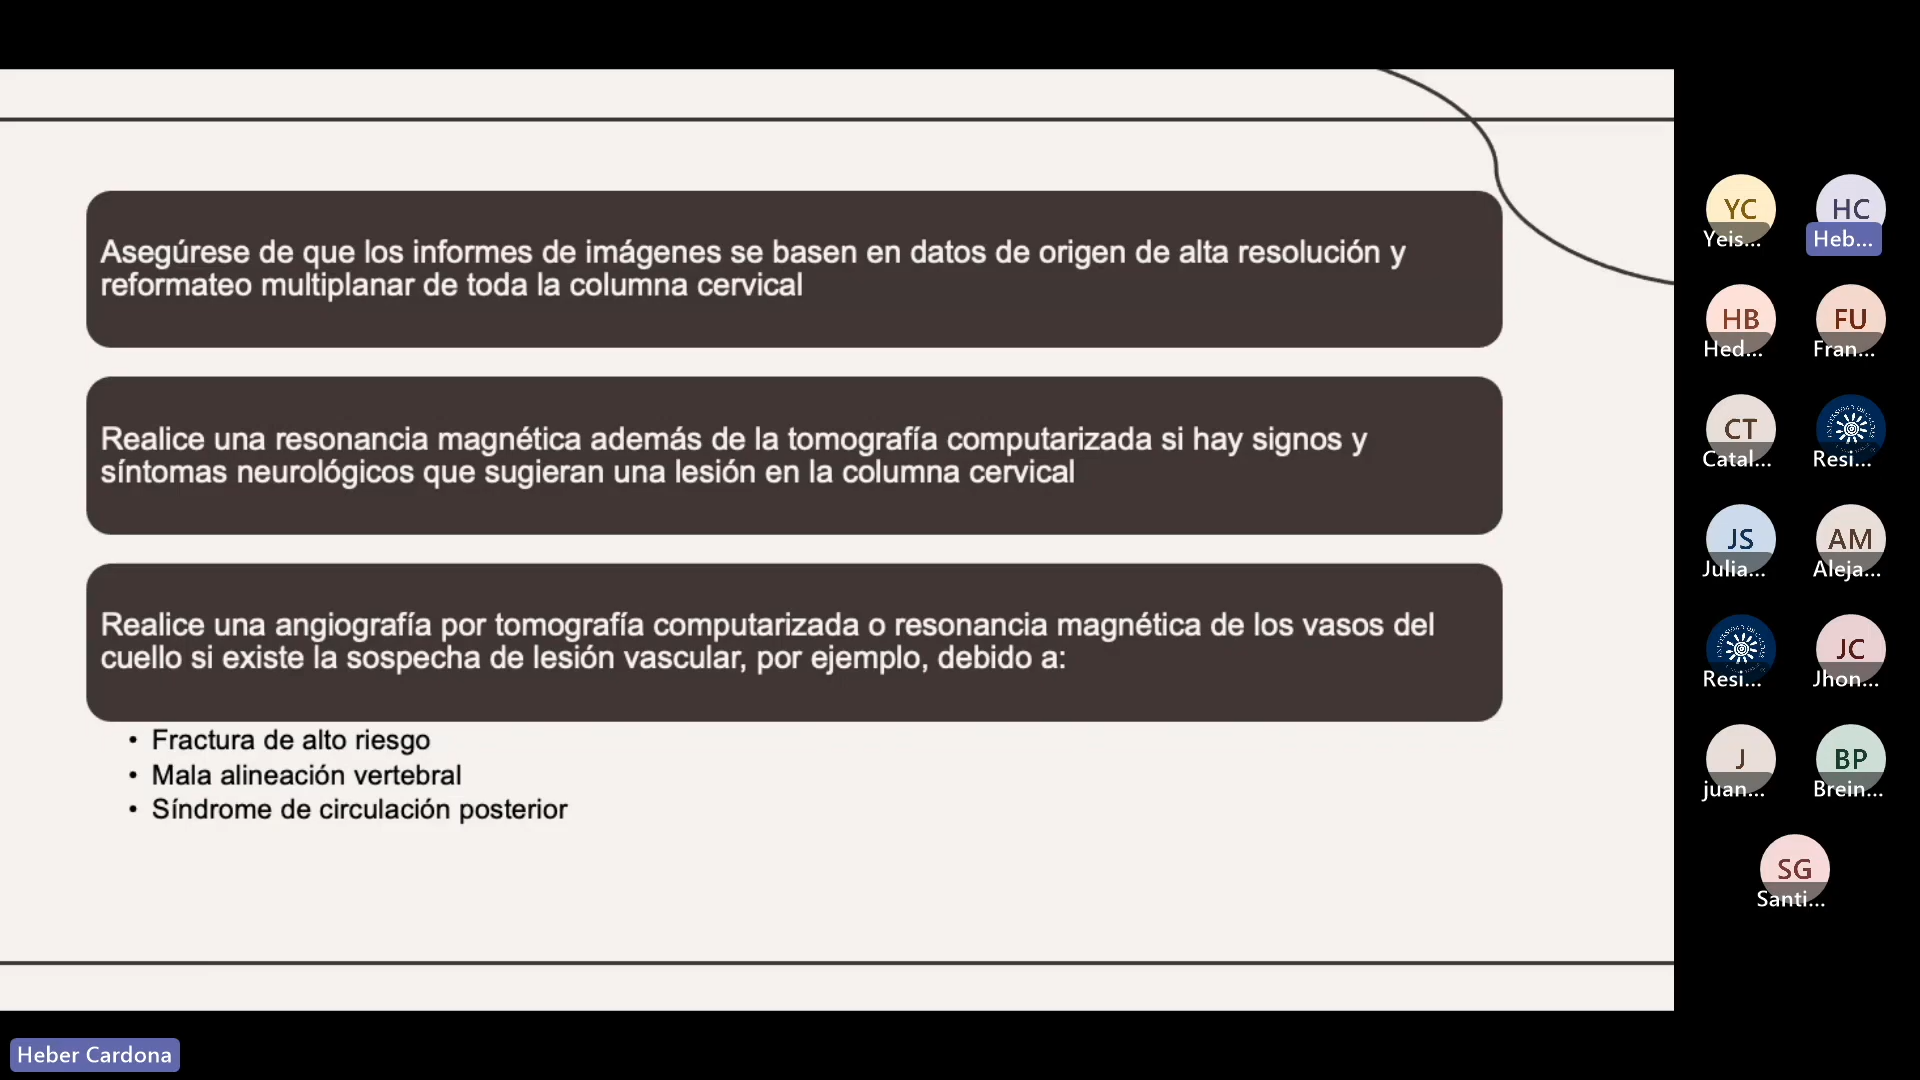 Asegúrese de que los informes de imágenes se basen en datos de origen de alta resolución y
reformateo multiplanar de toda la columna cervical
Realice una resonancia magnética además de la tomografía computarizada si hay signos y
síntomas neurológicos que sugieran una lesión en la columna cervical
Realice una angiografía por tomografía computarizada o resonancia magnética de los vasos del
cuello si existe la sospecha de lesión vascular, por ejemplo, debido a:
• Fractura de alto riesgo
• Mala alineación vertebral
• Síndrome de circulación posterior
YC HC
Yeis... Heb...
HB FU
Hed... Fran...
CT
Catal... Resi...
JS AM
Julia... Aleja...
JC
Resi... Jhon...
J BP
juan... Brein...
SG
Santi...
Heber Cardona